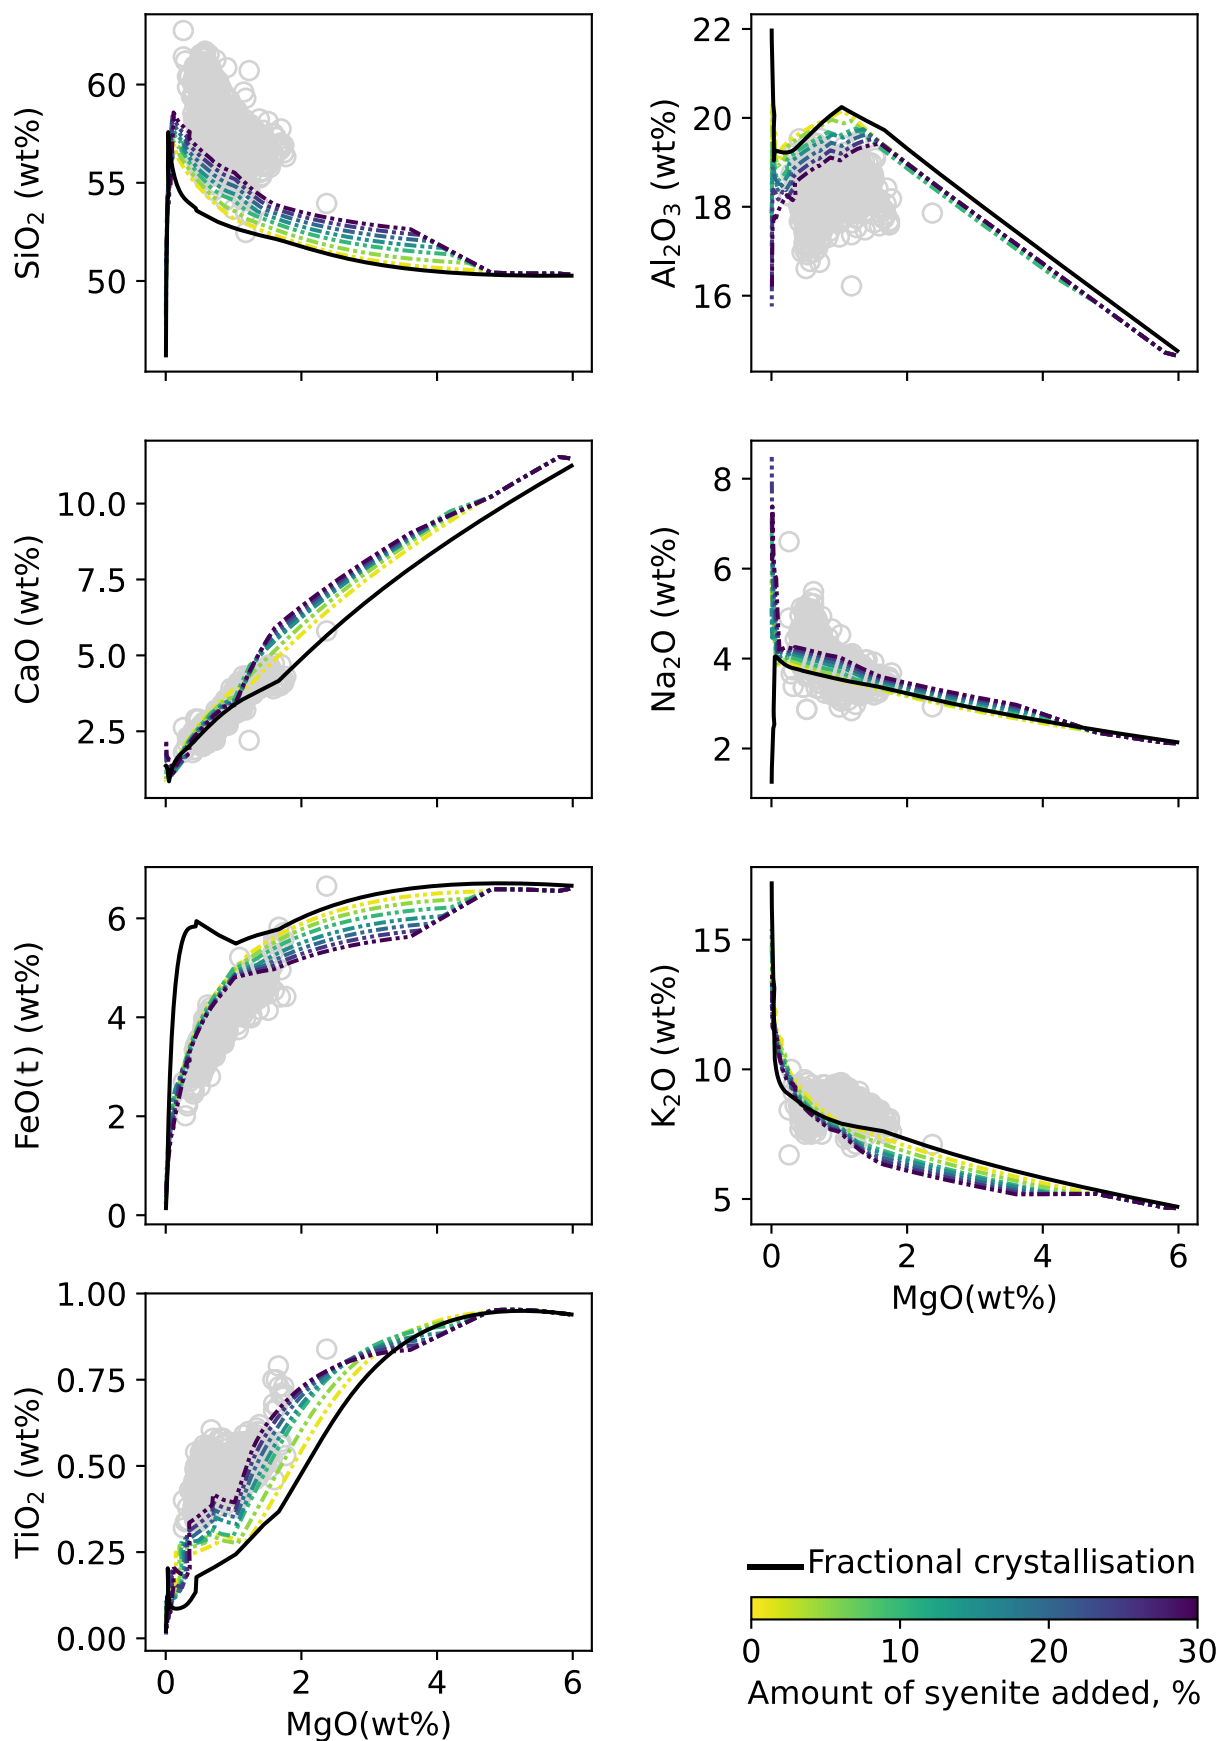 SiO₂ (wt%)
60
55
50
Al₂O₃ (wt%)
22
20
18
16
CaO (wt%)
10.0
7.5
5.0
2.5
Na₂O (wt%)
8
6
4
2
FeO(t) (wt%)
6
4
2
0
K₂O (wt%)
15
10
5
0 2 4 6
MgO(wt%)
TiO₂ (wt%)
1.00
0.75
0.50
0.25
0.00
0 2 4 6
MgO(wt%)
Fractional crystallisation
0 10 20 30
Amount of syenite added, %